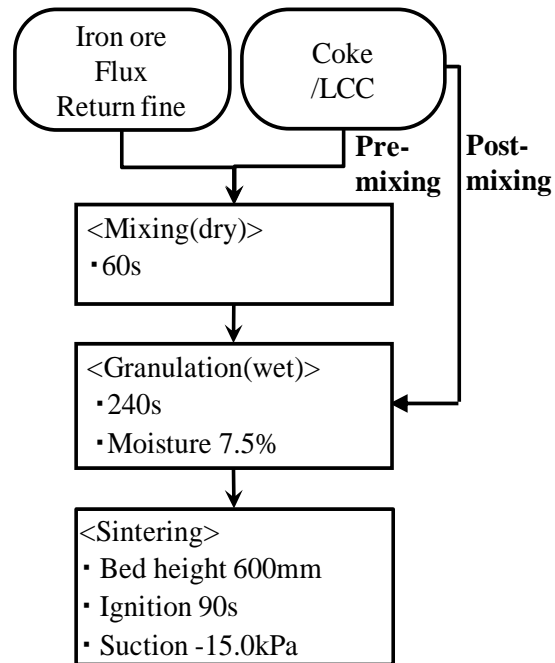 Iron ore
Flux
Return fine
Coke
/LCC
Pre-
mixing
Post-
mixing
<Mixing(dry)>
・60s
<Granulation(wet)>
・240s
・Moisture 7.5%
<Sintering>
・Bed height 600mm
・Ignition 90s
・Suction -15.0kPa